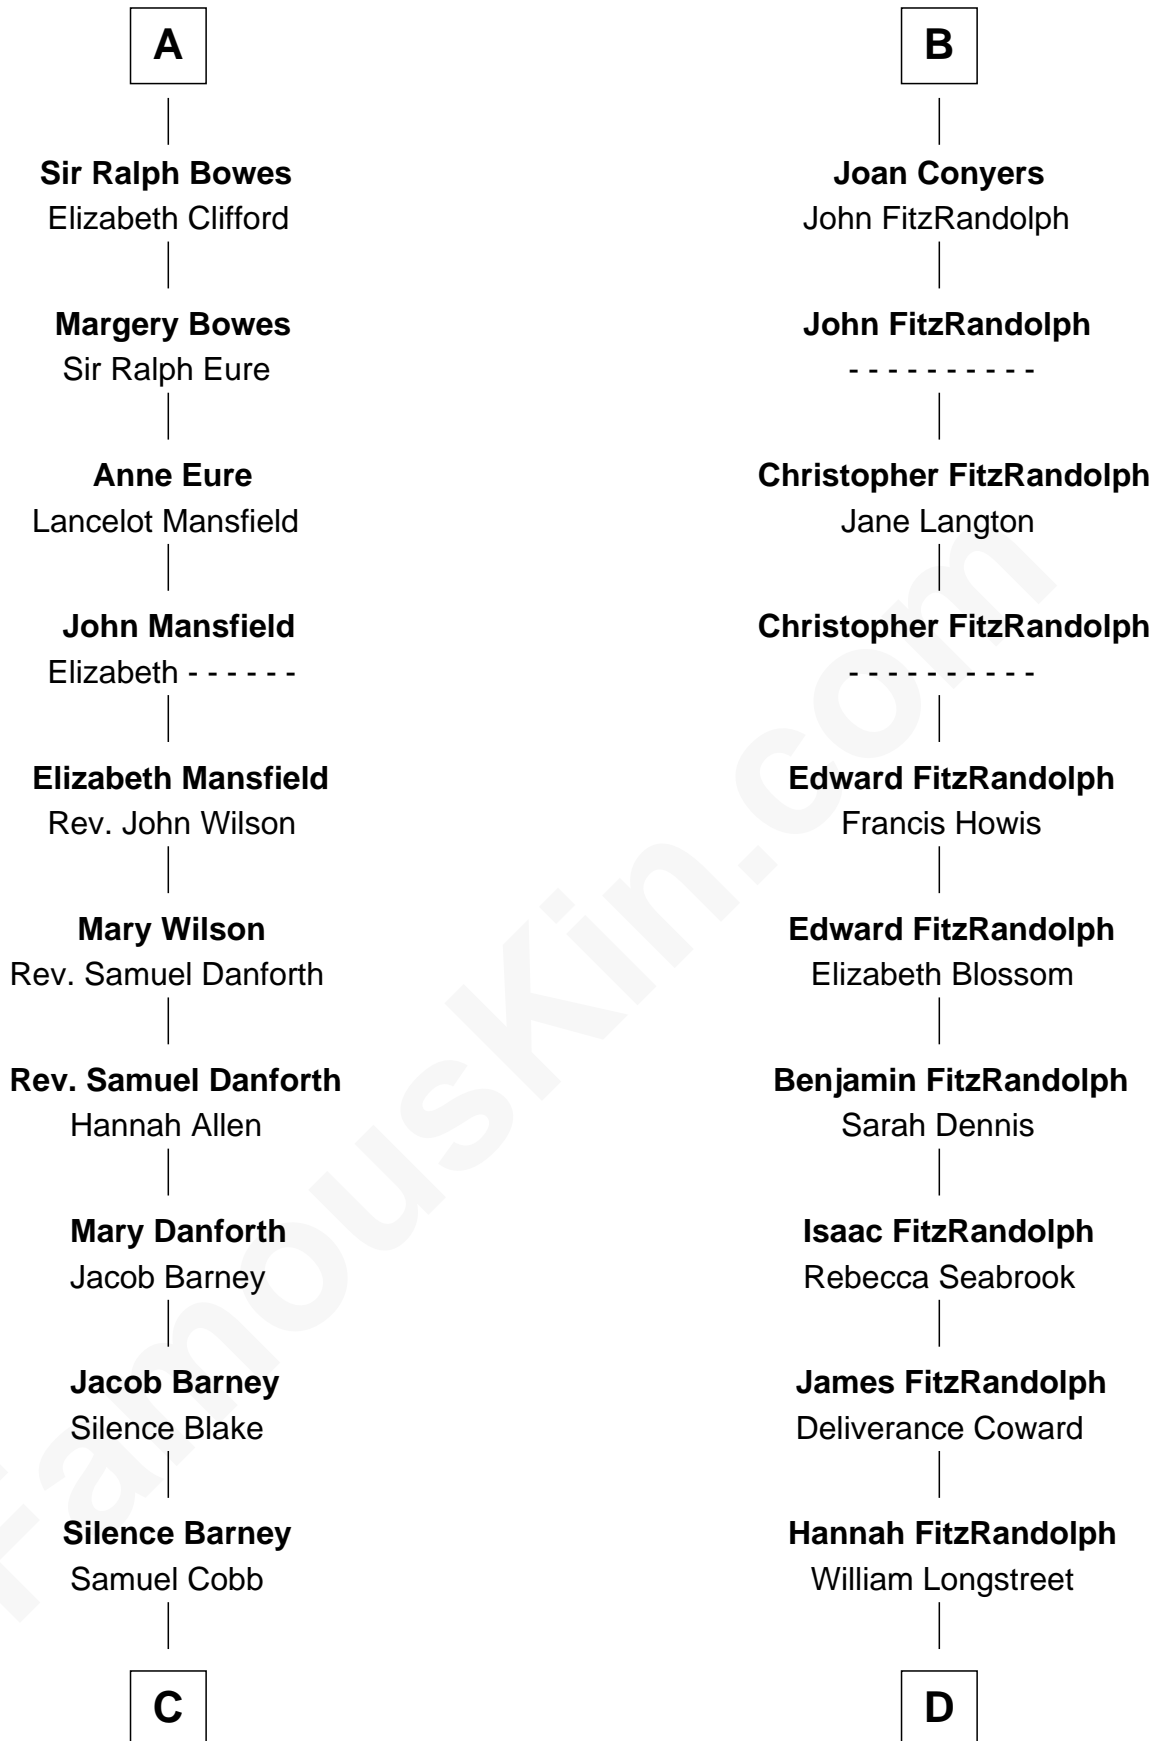 A
Sir Ralph Bowes
Elizabeth Clifford
Margery Bowes
Sir Ralph Eure
Anne Eure
Lancelot Mansfield
John Mansfield
Elizabeth - - - - - -
Elizabeth Mansfield
Rev. John Wilson
Mary Wilson
Rev. Samuel Danforth
Rev. Samuel Danforth
Hannah Allen
Mary Danforth
Jacob Barney
Jacob Barney
Silence Blake
Silence Barney
Samuel Cobb
C
B
Joan Conyers
John FitzRandolph
John FitzRandolph
- - - - - - - - - -
Christopher FitzRandolph
Jane Langton
Christopher FitzRandolph
- - - - - - - - - -
Edward FitzRandolph
Francis Howis
Edward FitzRandolph
Elizabeth Blossom
Benjamin FitzRandolph
Sarah Dennis
Isaac FitzRandolph
Rebecca Seabrook
James FitzRandolph
Deliverance Coward
Hannah FitzRandolph
William Longstreet
D
FamousKin.com